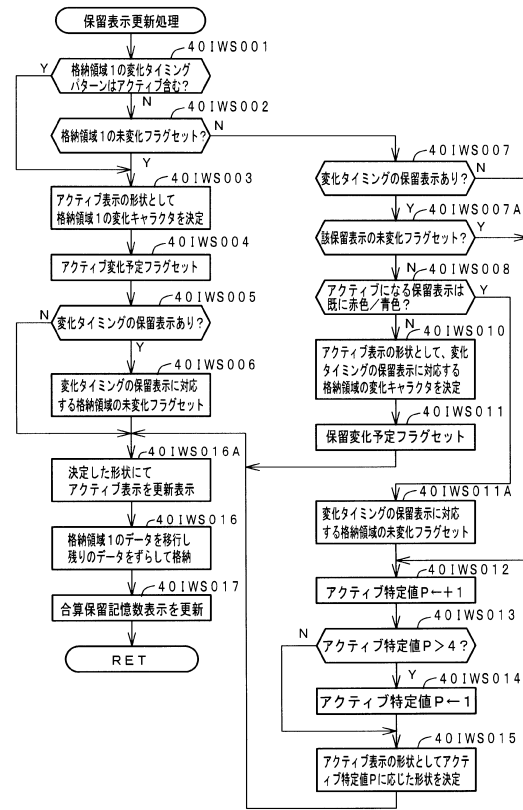 保留表示更新処理
40IWS001
格納領域1の変化タイミング
パターンはアクティブ含む?
Y
N
40IWS002
格納領域1の未変化フラグセット?
N
Y
40IWS003
アクティブ表示の形状として
格納領域1の変化キャラクタを決定
40IWS004
アクティブ変化予定フラグセット
40IWS005
変化タイミングの保留表示あり?
N
Y
40IWS006
変化タイミングの保留表示に対応
する格納領域の未変化フラグセット
40IWS016A
決定した形状にて
アクティブ表示を更新表示
40IWS016
格納領域1のデータを移行し
残りのデータをずらして格納
40IWS017
合算保留記憶数表示を更新
RET
40IWS007
変化タイミングの保留表示あり?
N
Y
40IWS007A
該保留表示の未変化フラグセット?
Y
N
40IWS008
アクティブになる保留表示は
既に赤色/青色?
Y
N
40IWS010
アクティブ表示の形状として、変化
タイミングの保留表示に対応する
格納領域の変化キャラクタを決定
40IWS011
保留変化予定フラグセット
40IWS011A
変化タイミングの保留表示に対応
する格納領域の未変化フラグセット
40IWS012
アクティブ特定値P←+1
40IWS013
アクティブ特定値P>4?
N
Y
40IWS014
アクティブ特定値P←1
40IWS015
アクティブ表示の形状としてアクテ
ィブ特定値Pに応じた形状を決定